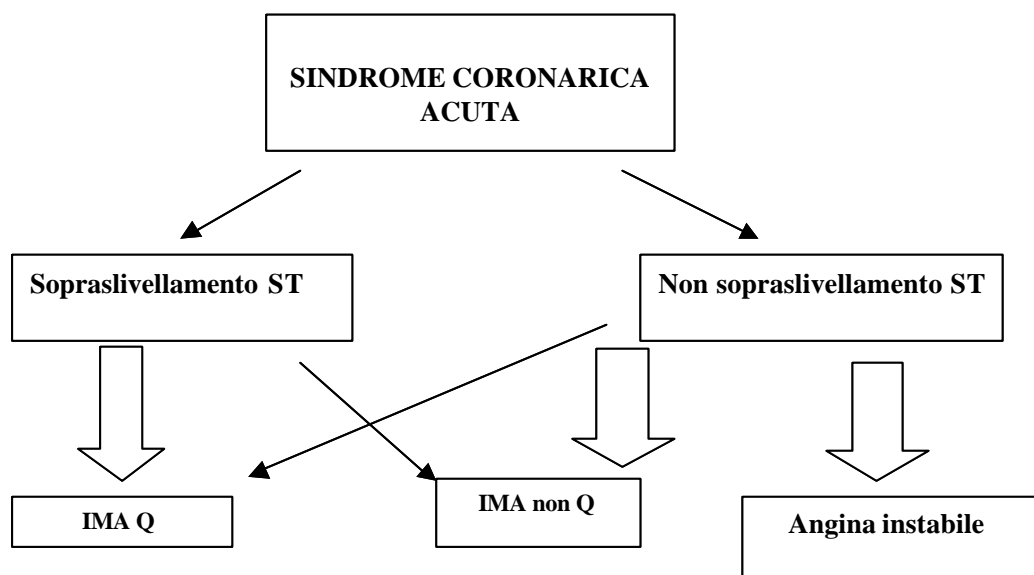 SINDROME CORONARICA
ACUTA
Sopraslivellamento ST
Non sopraslivellamento ST
IMA Q
IMA non Q
Angina instabile